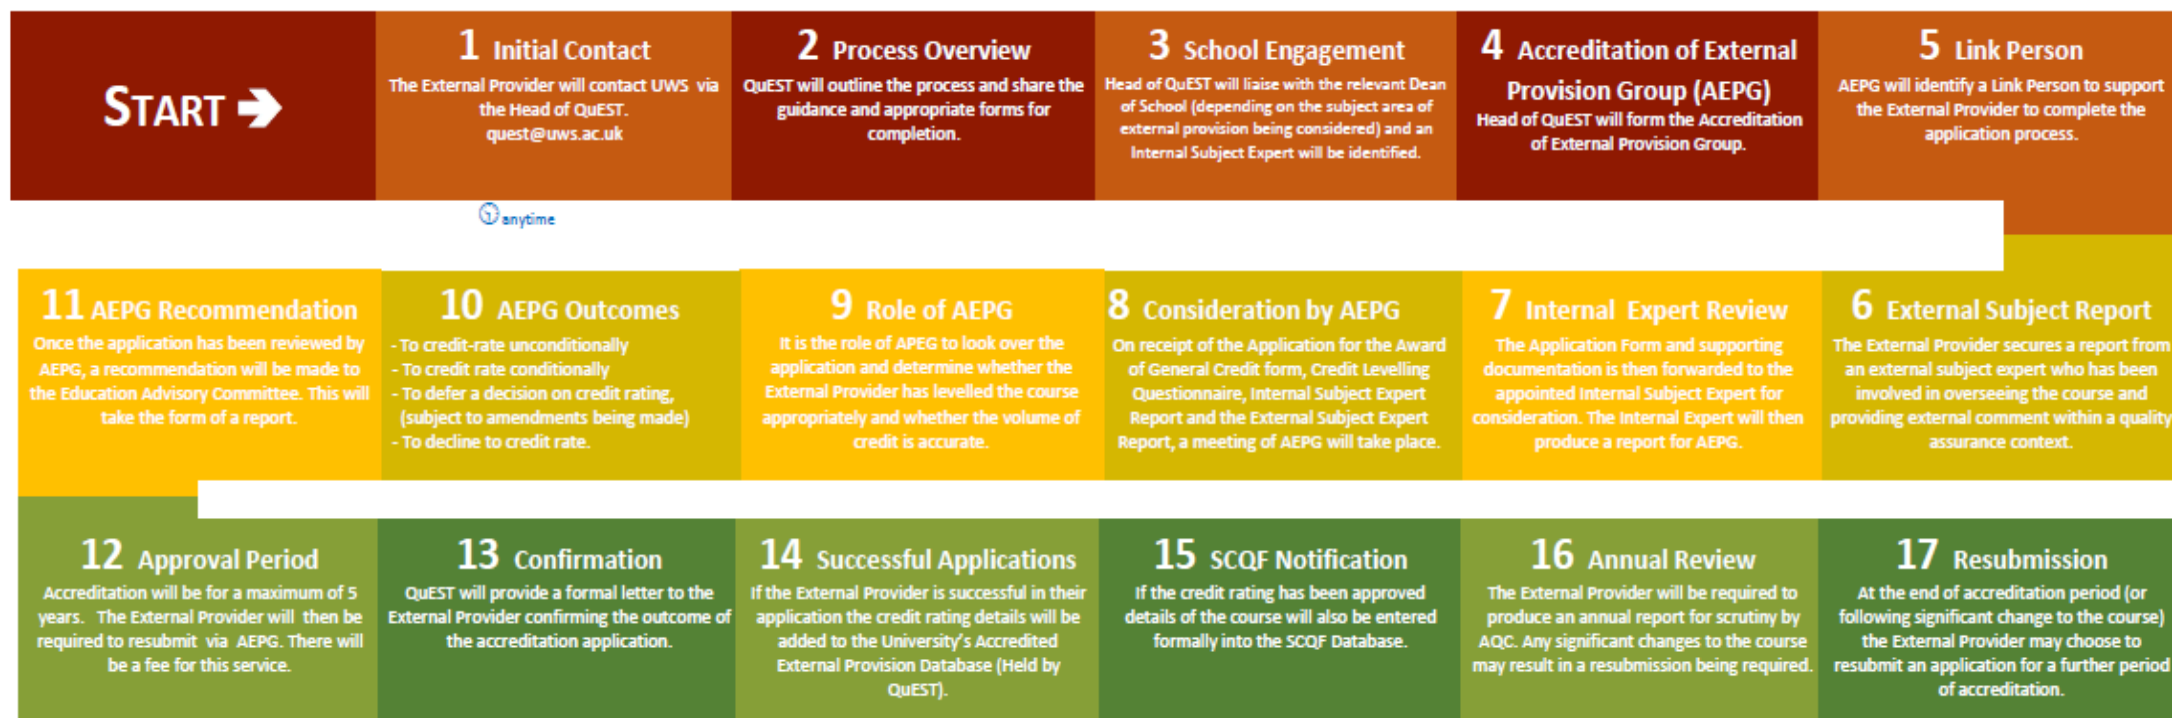 START
1 Initial Contact
The External Provider will contact UWS via
the Head of QuEST.
quest@uws.ac.uk
anytime
2 Process Overview
QuEST will outline the process and share the
guidance and appropriate forms for
completion.
3 School Engagement
Head of QuEST will liaise with the relevant Dean
of School (depending on the subject area of
external provision being considered) and an
Internal Subject Expert will be identified.
4 Accreditation of External
Provision Group (AEPG)
Head of QuEST will form the Accreditation
of External Provision Group.
5 Link Person
AEPG will identify a Link Person to support
the External Provider to complete the
application process.
6 External Subject Report
The External Provider secures a report from
an external subject expert who has been
involved in overseeing the course and
providing external comment within a quality
assurance context.
7 Internal Expert Review
The Application Form and supporting
documentation is then forwarded to the
appointed Internal Subject Expert for
consideration. The Internal Expert will then
produce a report for AEPG.
8 Consideration by AEPG
On receipt of the Application for the Award
of General Credit form, Credit Levelling
Questionnaire, Internal Subject Expert
Report and the External Subject Expert
Report, a meeting of AEPG will take place.
9 Role of AEPG
It is the role of APEG to look over the
application and determine whether the
External Provider has levelled the course
appropriately and whether the volume of
credit is accurate.
10 AEPG Outcomes
- To credit-rate unconditionally
- To credit rate conditionally
- To defer a decision on credit rating,
(subject to amendments being made)
- To decline to credit rate.
11 AEPG Recommendation
Once the application has been reviewed by
AEPG, a recommendation will be made to
the Education Advisory Committee. This will
take the form of a report.
12 Approval Period
Accreditation will be for a maximum of 5
years. The External Provider will then be
required to resubmit via AEPG. There will
be a fee for this service.
13 Confirmation
QuEST will provide a formal letter to the
External Provider confirming the outcome of
the accreditation application.
14 Successful Applications
If the External Provider is successful in their
application the credit rating details will be
added to the University's Accredited
External Provision Database (Held by
QuEST).
15 SCQF Notification
If the credit rating has been approved
details of the course will also be entered
formally into the SCQF Database.
16 Annual Review
The External Provider will be required to
produce an annual report for scrutiny by
AQC. Any significant changes to the course
may result in a resubmission being required.
17 Resubmission
At the end of accreditation period (or
following significant change to the course)
the External Provider may choose to
resubmit an application for a further period
of accreditation.